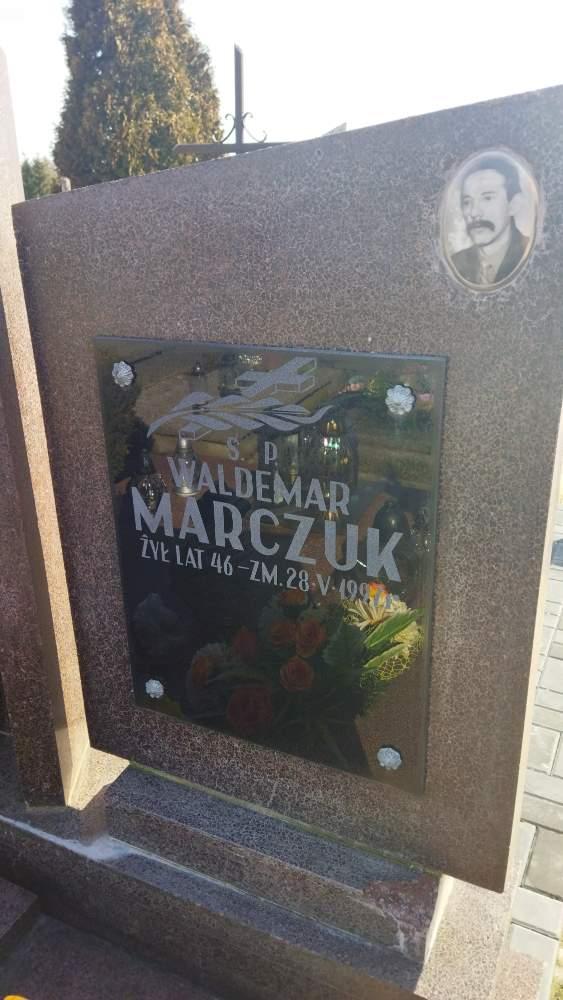 Ś P
WALDEMAR
MARCZUK
ŻYŁ LAT 46 – ZM. 28·V·